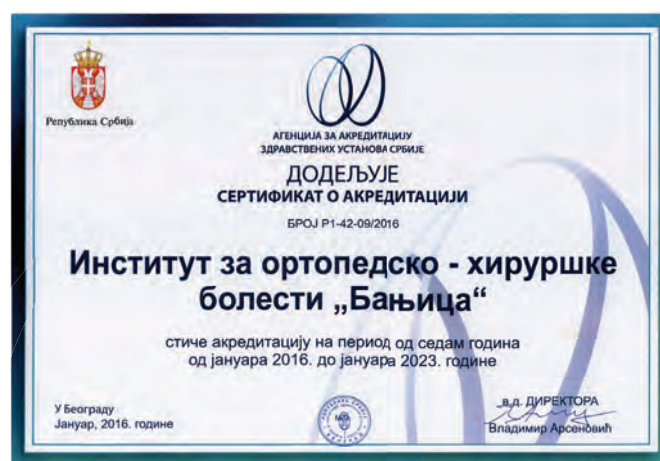 Република Србија
АГЕНЦИЈА ЗА АКРЕДИТАЦИЈУ
ЗДРАВСТВЕНИХ УСТАНОВА СРБИЈЕ
ДОДЕЉУЈЕ
СЕРТИФИКАТ О АКРЕДИТАЦИЈИ
БРОЈ Р1-42-09/2016
Институт за ортопедско - хируршке
болести „Бањица“
стиче акредитацију на период од седам година
од јануара 2016. до јануара 2023. године
У Београду
Јануар, 2016. године
в.д. ДИРЕКТОРА
Владимир Арсеновић